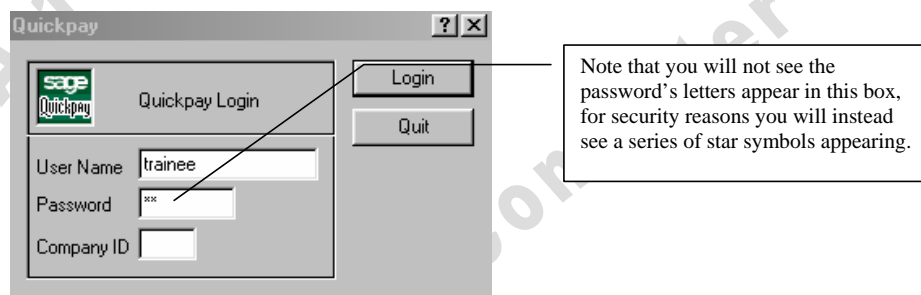 Quickpay
? ×
sage
Quickpay
Quickpay Login
Login
Quit
User Name trainee
Password **
Company ID
Note that you will not see the
password's letters appear in this box,
for security reasons you will instead
see a series of star symbols appearing.